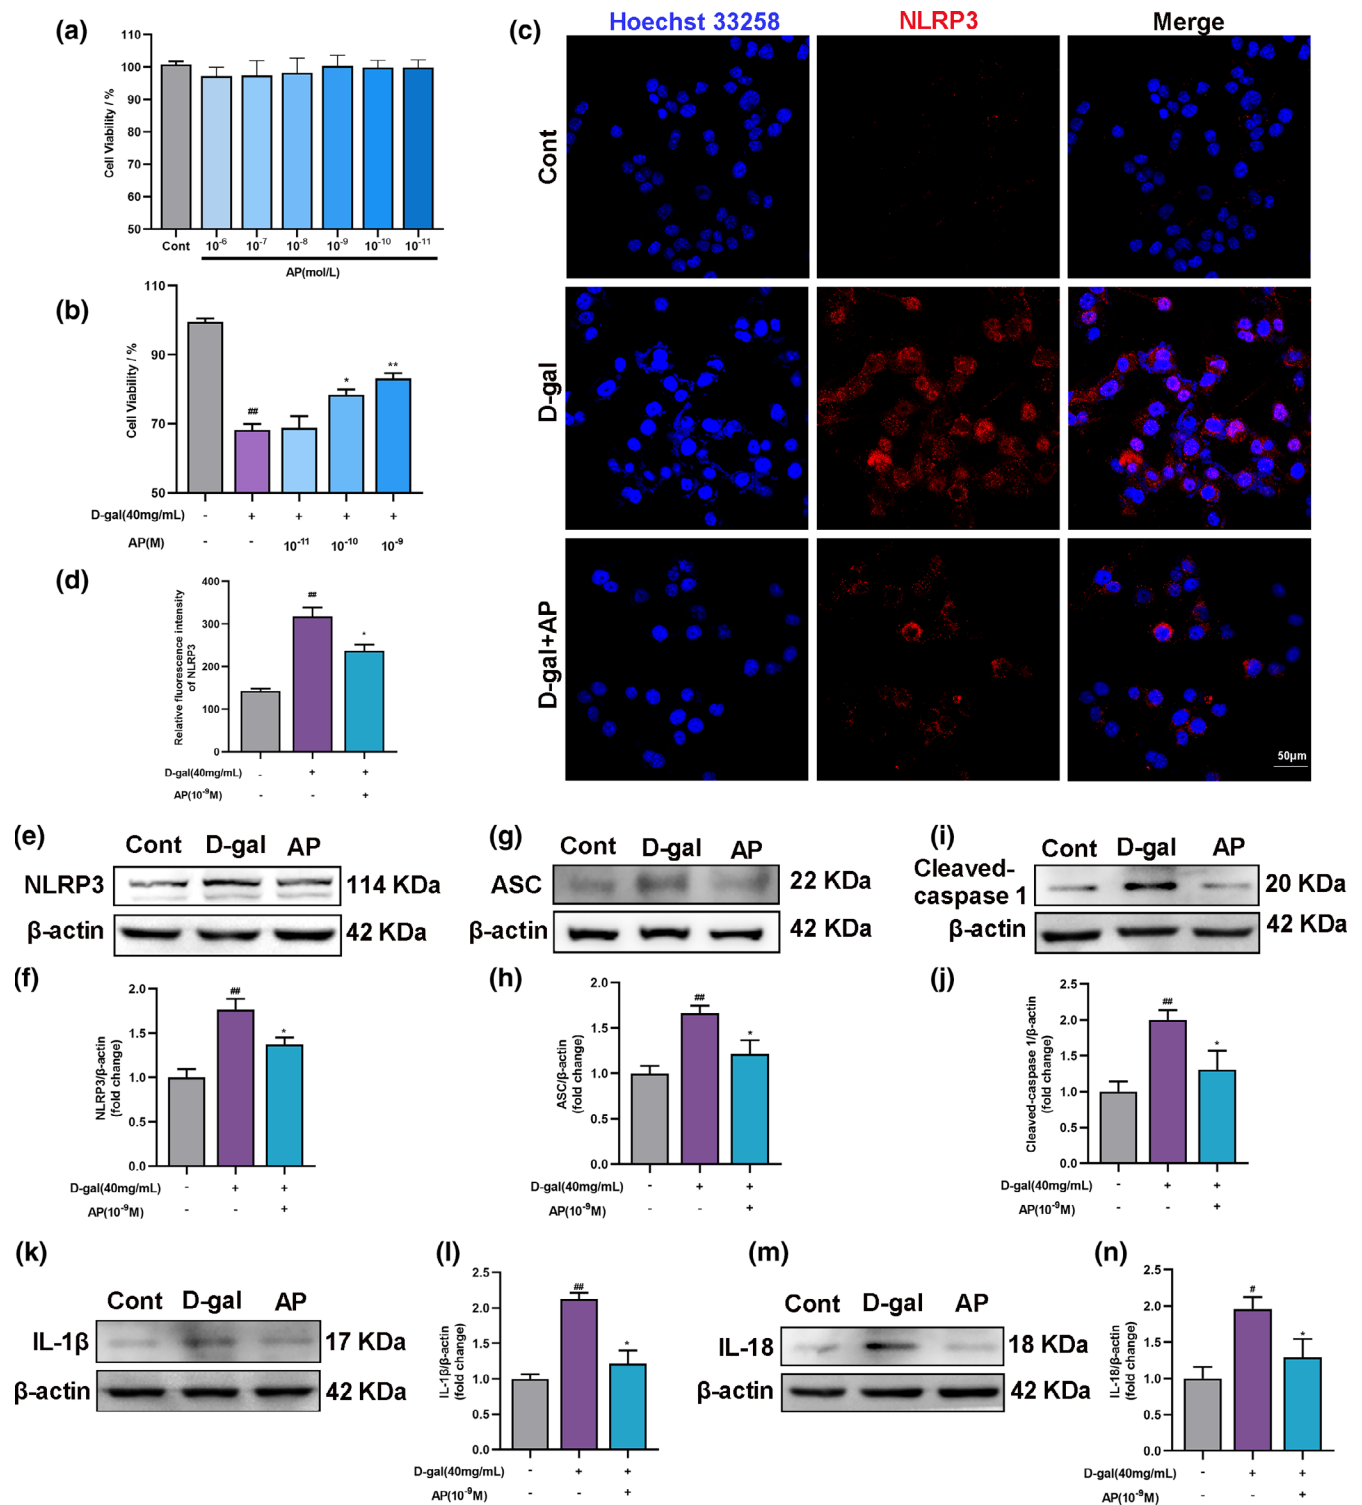 (a)
110
100
90
80
70
60
50
Cell Viability / %
Cont
10-6
10-7
10-8
10-9
10-10
10-11
AP(mol/L)
(b)
110
90
70
50
Cell Viability / %
##
*
**
D-gal(40mg/mL)
-
+
+
+
+
AP(M)
-
-
10-11
10-10
10-9
(c)
Hoechst 33258
NLRP3
Merge
Cont
D-gal
D-gal+AP
50μm
(d)
400
300
200
100
0
Relative fluorescence intensity
of NLRP3
##
*
D-gal(40mg/mL)
-
+
+
AP(10-9M)
-
-
+
(e)
Cont D-gal AP
NLRP3 114 KDa
β-actin 42 KDa
(g)
Cont D-gal AP
ASC 22 KDa
β-actin 42 KDa
(i)
Cont D-gal AP
Cleaved-
caspase 1 20 KDa
β-actin 42 KDa
(f)
2.0
1.5
1.0
0.5
0.0
NLRP3/β-actin
(fold change)
##
*
D-gal(40mg/mL) - + +
AP(10-9M) - - +
(h)
2.0
1.5
1.0
0.5
0.0
ASC/β-actin
(fold change)
##
*
D-gal(40mg/mL) - + +
AP(10-9M) - - +
(j)
2.5
2.0
1.5
1.0
0.5
0.0
Cleaved-caspase 1/β-actin
(fold change)
##
*
D-gal(40mg/mL) - + +
AP(10-9M) - - +
(k)
Cont D-gal AP
IL-1β 17 KDa
β-actin 42 KDa
(l)
2.5
2.0
1.5
1.0
0.5
0.0
IL-1β/β-actin
(fold change)
##
*
D-gal(40mg/mL) - + +
AP(10-9M) - - +
(m)
Cont D-gal AP
IL-18 18 KDa
β-actin 42 KDa
(n)
2.5
2.0
1.5
1.0
0.5
0.0
IL-18/β-actin
(fold change)
#
*
D-gal(40mg/mL) - + +
AP(10-9M) - - +